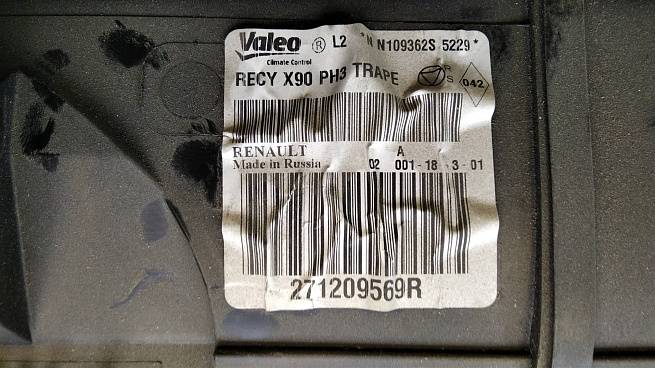 Valeo ® L2 *N N109362S 5229*
Climate Control
RECY X90 PH3 TRAPE R S 042
RENAULT A
Made in Russia 02 001-18-3-01
271209569R